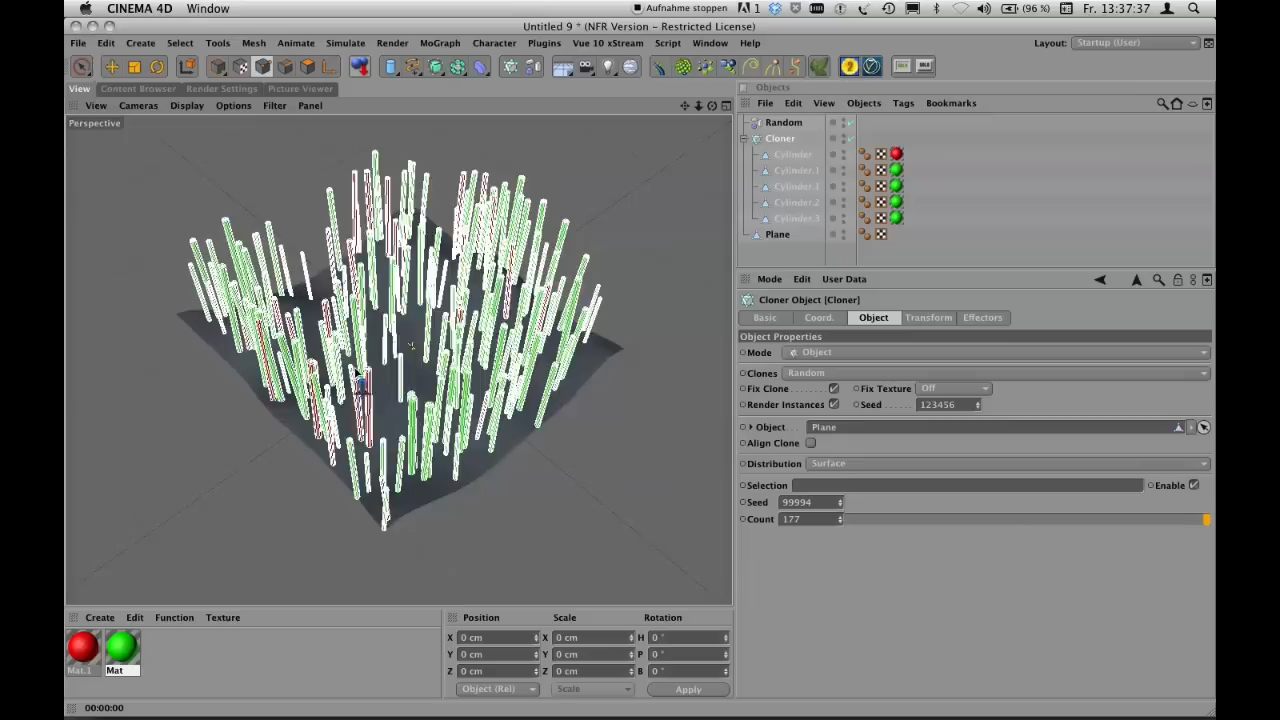 CINEMA 4D Window Aufnahme stoppen 1 (96 %) Fr. 13:37:37
Untitled 9 * (NFR Version - Restricted License)
File Edit Create Select Tools Mesh Animate Simulate Render MoGraph Character Plugins Vue 10 xStream Script Window Help Layout: Startup (User)
View Content Browser Render Settings Picture Viewer
View Cameras Display Options Filter Panel
Perspective
Objects
File Edit View Objects Tags Bookmarks
Random
Cloner
Cylinder
Cylinder.1
Cylinder.1
Cylinder.2
Cylinder.3
Plane
Mode Edit User Data
Cloner Object [Cloner]
Basic Coord. Object Transform Effectors
Object Properties
Mode Object
Clones Random
Fix Clone Fix Texture Off
Render Instances Seed 123456
Object Plane
Align Clone
Distribution Surface
Selection Enable
Seed 99994
Count 177
Create Edit Function Texture
Mat.1 Mat
Position Scale Rotation
X 0 cm X 0 cm H 0 °
Y 0 cm Y 0 cm P 0 °
Z 0 cm Z 0 cm B 0 °
Object (Rel) Scale Apply
00:00:00